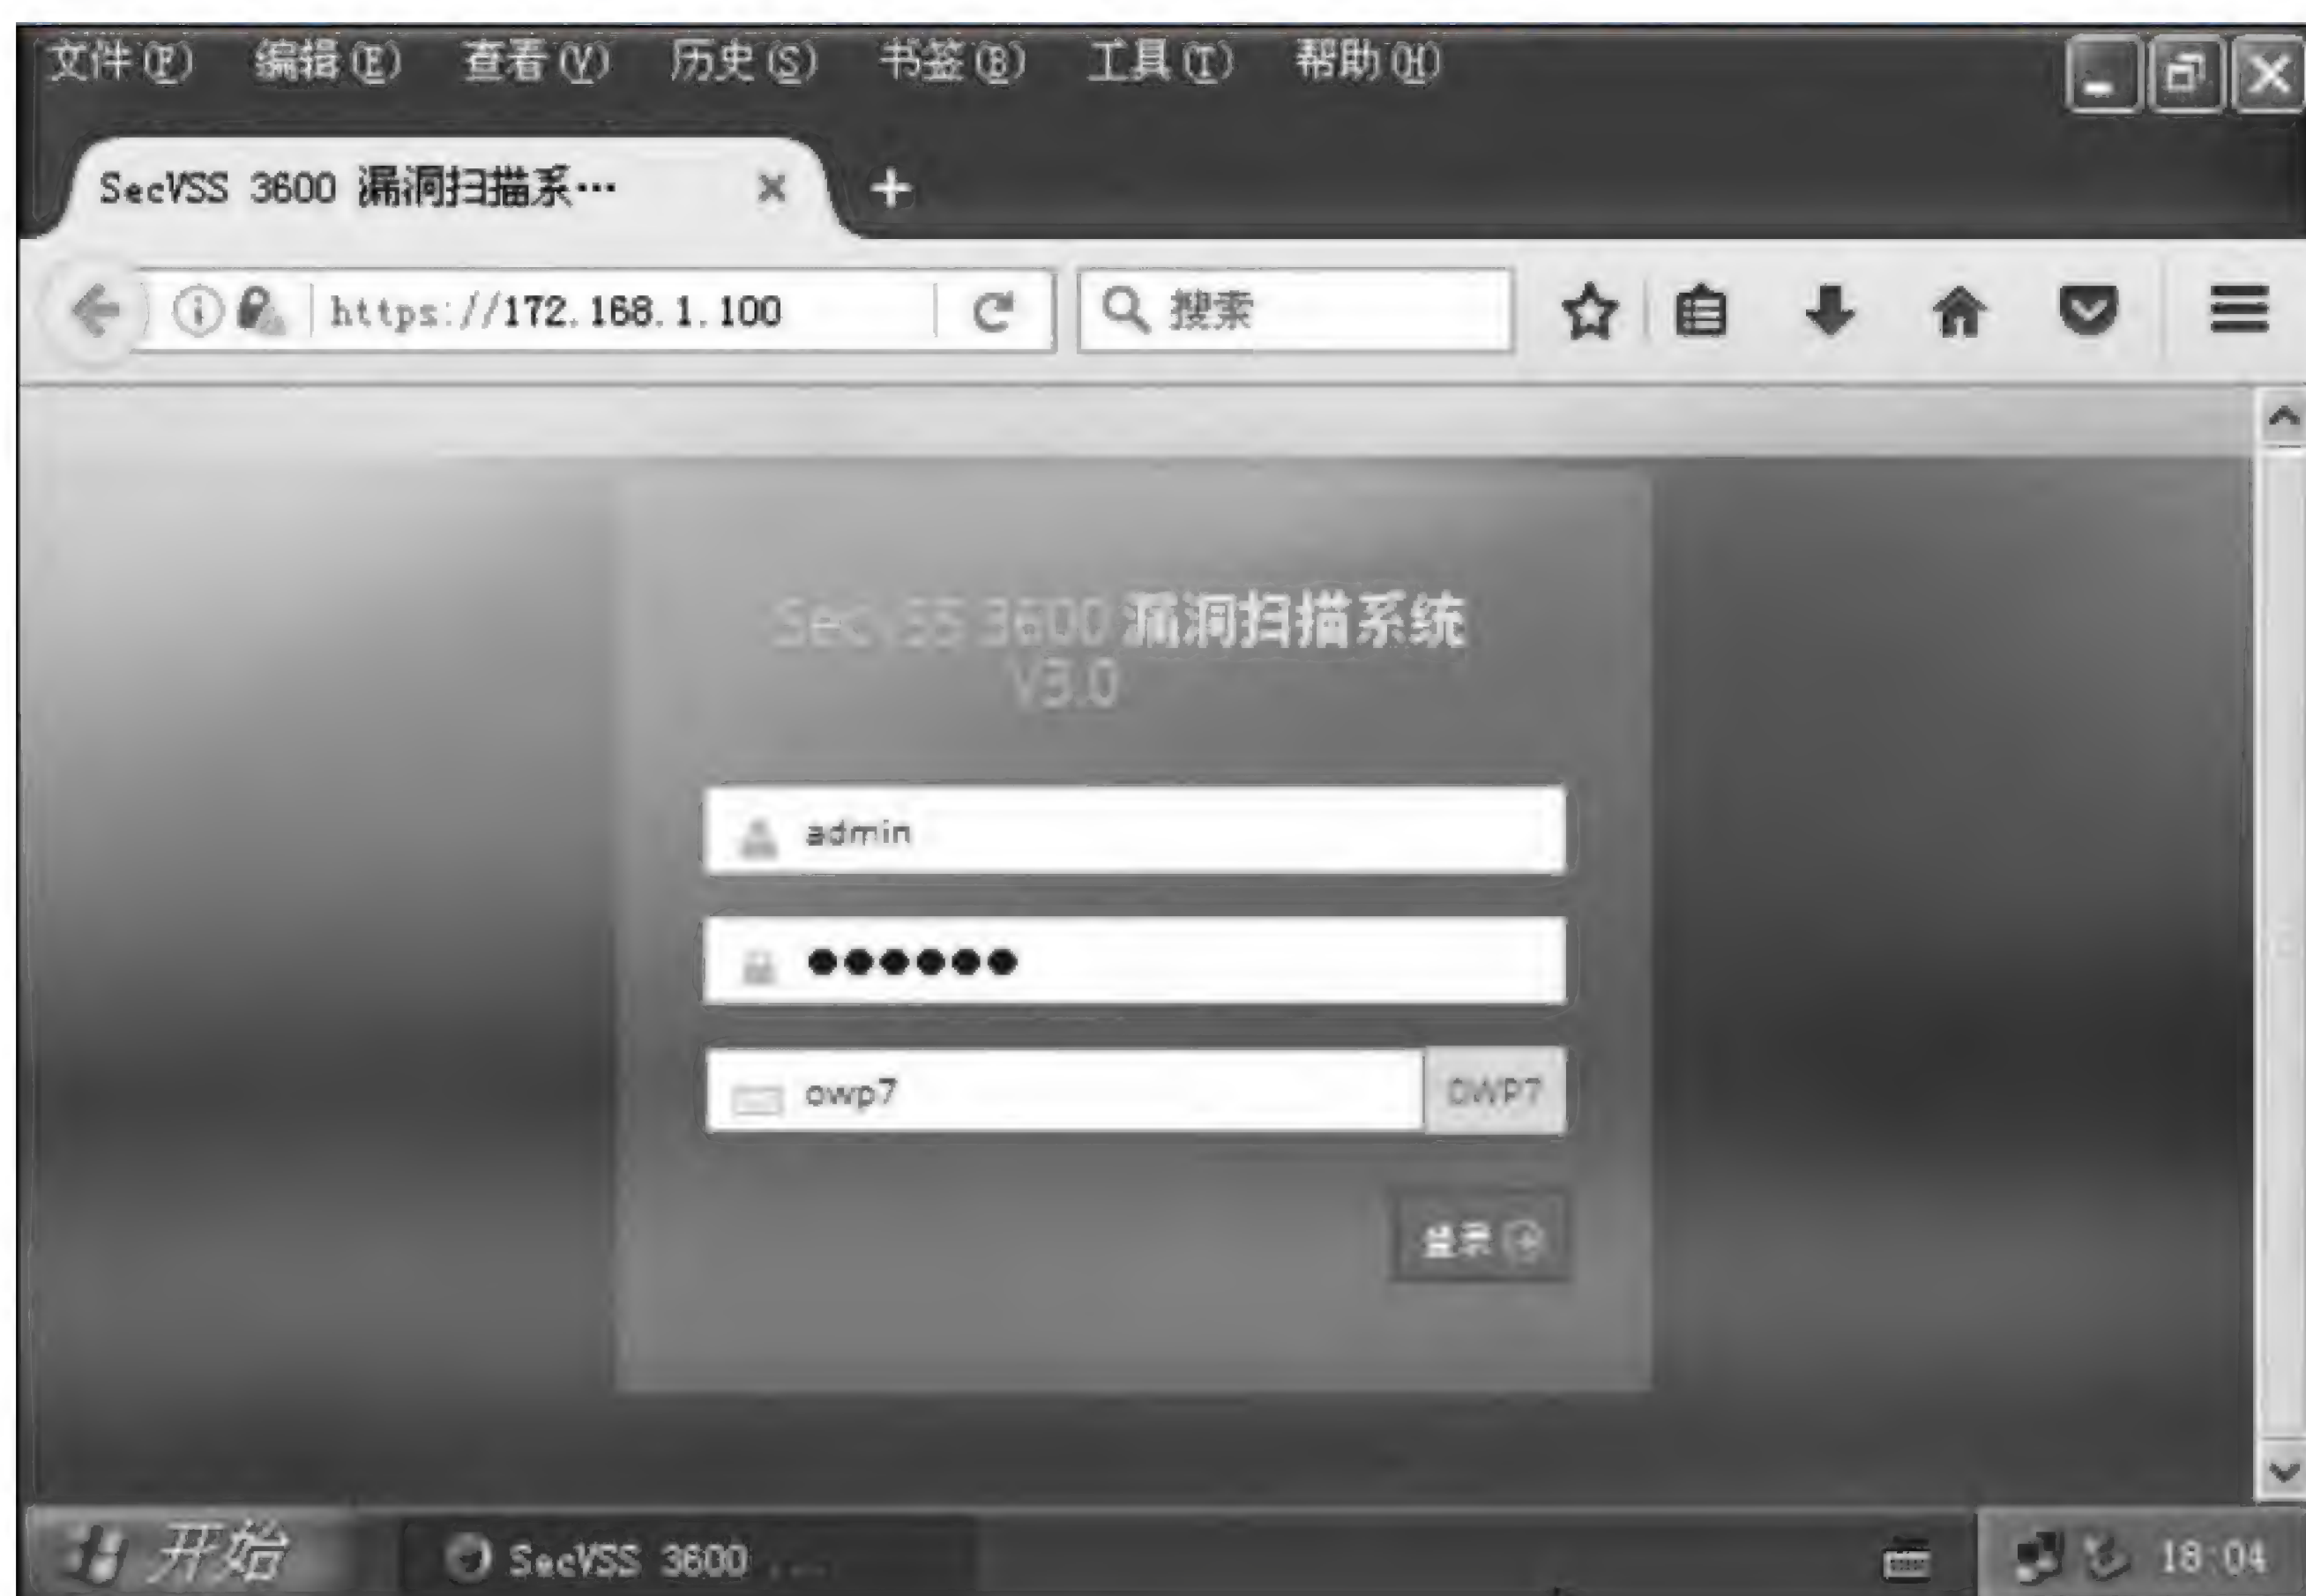 文件(F) 编辑(E) 查看(V) 历史(S) 书签(B) 工具(T) 帮助(H)
SecVSS 3600 漏洞扫描系…
https://172.168.1.100
搜索
SecVSS 3600 漏洞扫描系统
V3.0
admin
owp7
OWP7
登录
开始
SecVSS 3600 ...
18:04